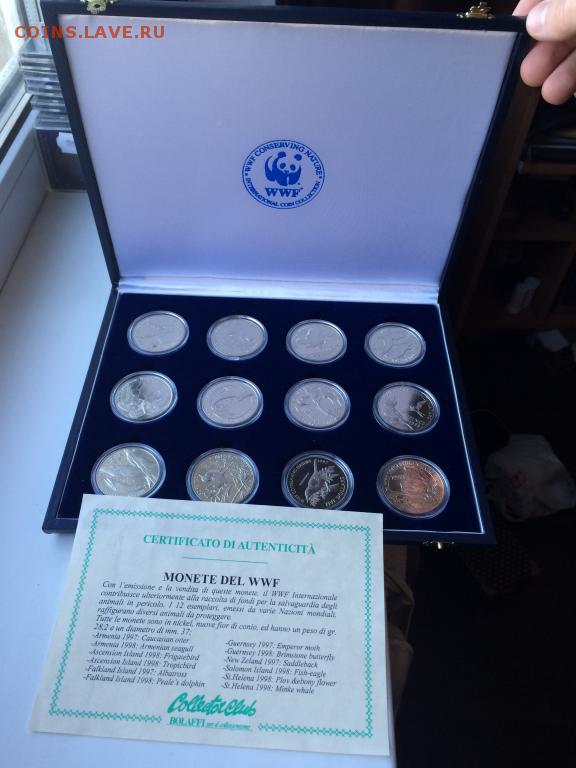 COINS.LAVE.RU
WWF CONSERVING NATURE
WWF
INTERNATIONAL COIN COLLECTION
CERTIFICATO DI AUTENTICITÀ
MONETE DEL WWF
Con l'emissione e la vendita di queste monete, il WWF Internazionale
contribuisce ulteriormente alla raccolta di fondi per la salvaguardia degli
animali in pericolo. I 12 esemplari, emessi da varie Nazioni mondiali,
raffigurano diversi animali da proteggere.
Tutte le monete sono in nickel, nuove fior di conio, ed hanno un peso di gr.
28,2 e un diametro di mm. 37:
-Armenia 1997: Caucasian oster
-Armenia 1998: Armenian seagull
-Ascension Island 1998: Frigatebird
-Ascension Island 1998: Tropicbird
-Falkland Island 1997: Albatross
-Falkland Island 1998: Peale's dolphin
-Guernsey 1997: Emperor moth
-Guernsey 1998: Brimstone butterfly
-New Zeland 1997: Saddleback
-Solomon Island 1998: Fish-eagle
-St.Helena 1998: Plov.&ebony flower
-St.Helena 1998: Minke whale
Collector Club
BOLAFFI